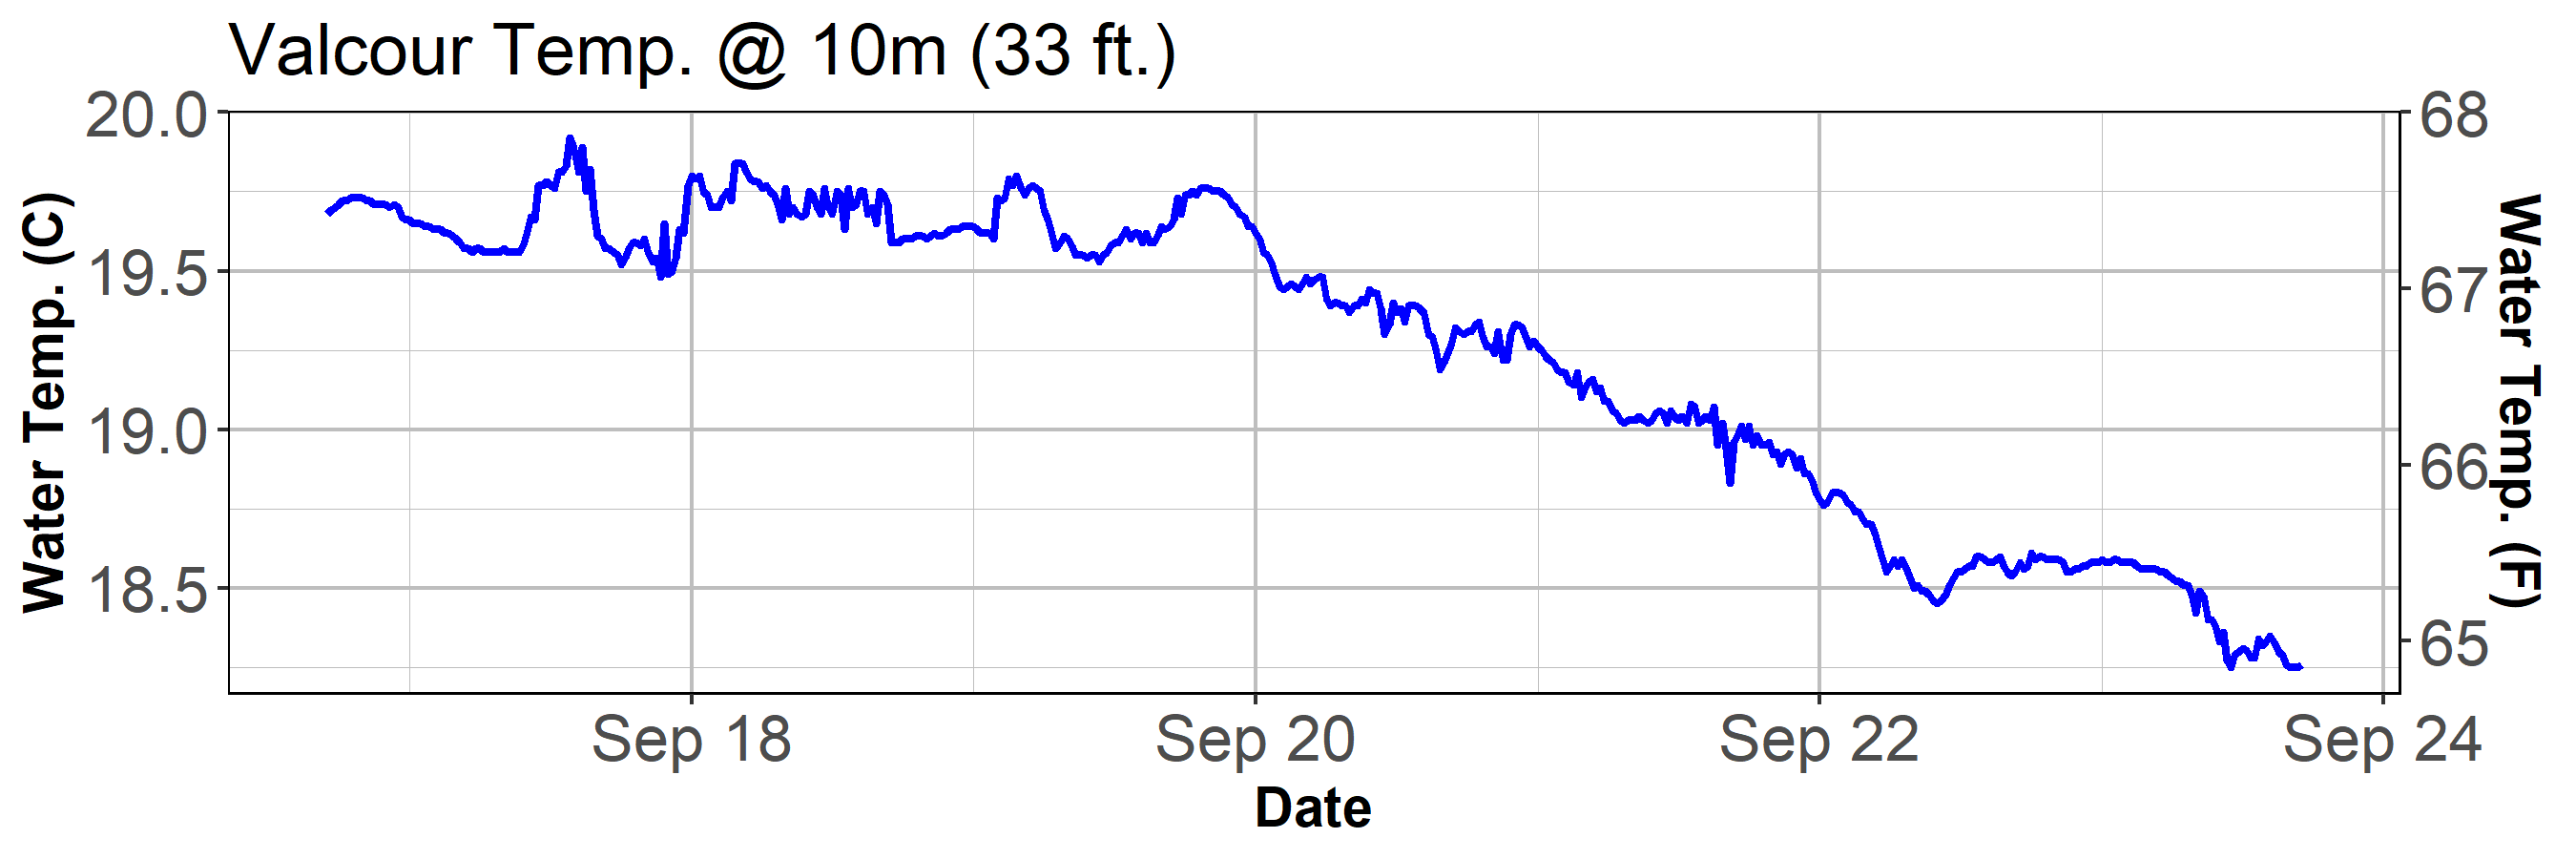 Valcour Temp. @ 10m (33 ft.)
Water Temp. (C)
20.0
19.5
19.0
18.5
68
67
66
65
Water Temp. (F)
Sep 18 Sep 20 Sep 22 Sep 24
Date